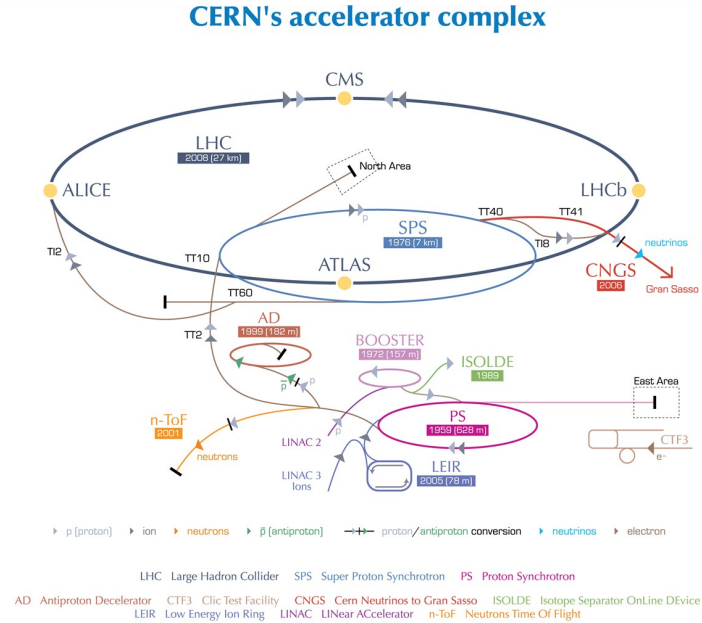 CERN's accelerator complex
CMS
LHC
2008 (27 km)
North Area
ALICE
LHCb
p
SPS
1976 (7 km)
TT40
TT41
TI8
neutrinos
TI2
TT10
ATLAS
CNGS
2006
Gran Sasso
TT60
AD
1999 (182 m)
TT2
BOOSTER
1972 (157 m)
ISOLDE
1989
p̅
p
East Area
n-ToF
2001
PS
1959 (628 m)
LINAC 2
p
neutrons
CTF3
e-
LINAC 3
Ions
LEIR
2005 (78 m)
p (proton)
ion
neutrons
p̅ (antiproton)
proton/antiproton conversion
neutrinos
electron
LHC Large Hadron Collider SPS Super Proton Synchrotron PS Proton Synchrotron
AD Antiproton Decelerator CTF3 Clic Test Facility CNGS Cern Neutrinos to Gran Sasso ISOLDE Isotope Separator OnLine DEvice
LEIR Low Energy Ion Ring LINAC LINear ACcelerator n-ToF Neutrons Time Of Flight